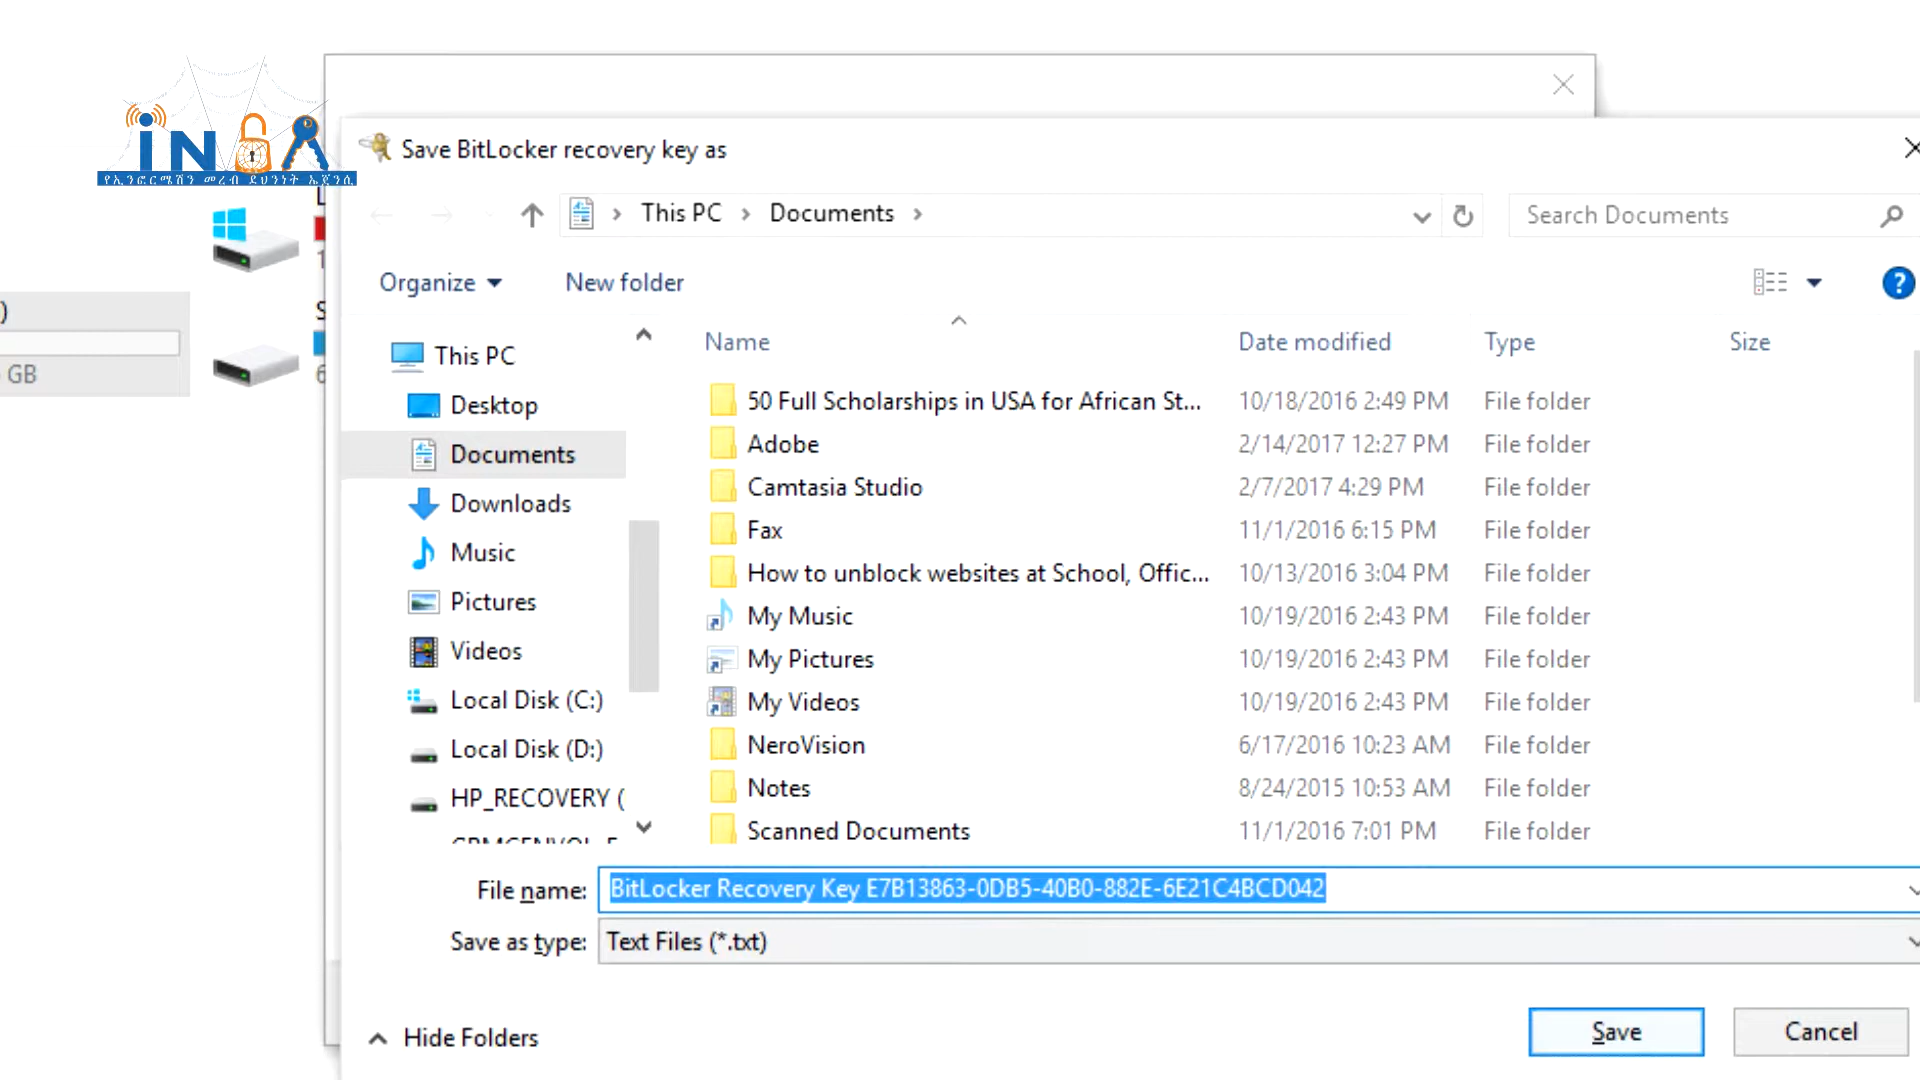 iNSA
የኢንፎርሜሽን መረብ ደህንነት ኤጀንሲ
Save BitLocker recovery key as
This PC
Documents
Search Documents
Organize
New folder
?
)
GB
This PC
Desktop
Documents
Downloads
Music
Pictures
Videos
Local Disk (C:)
Local Disk (D:)
HP_RECOVERY (
Name Date modified Type Size
50 Full Scholarships in USA for African St... 10/18/2016 2:49 PM File folder
Adobe 2/14/2017 12:27 PM File folder
Camtasia Studio 2/7/2017 4:29 PM File folder
Fax 11/1/2016 6:15 PM File folder
How to unblock websites at School, Offic... 10/13/2016 3:04 PM File folder
My Music 10/19/2016 2:43 PM File folder
My Pictures 10/19/2016 2:43 PM File folder
My Videos 10/19/2016 2:43 PM File folder
NeroVision 6/17/2016 10:23 AM File folder
Notes 8/24/2015 10:53 AM File folder
Scanned Documents 11/1/2016 7:01 PM File folder
File name: BitLocker Recovery Key E7B13863-0DB5-40B0-882E-6E21C4BCD042
Save as type: Text Files (*.txt)
Hide Folders
Save
Cancel